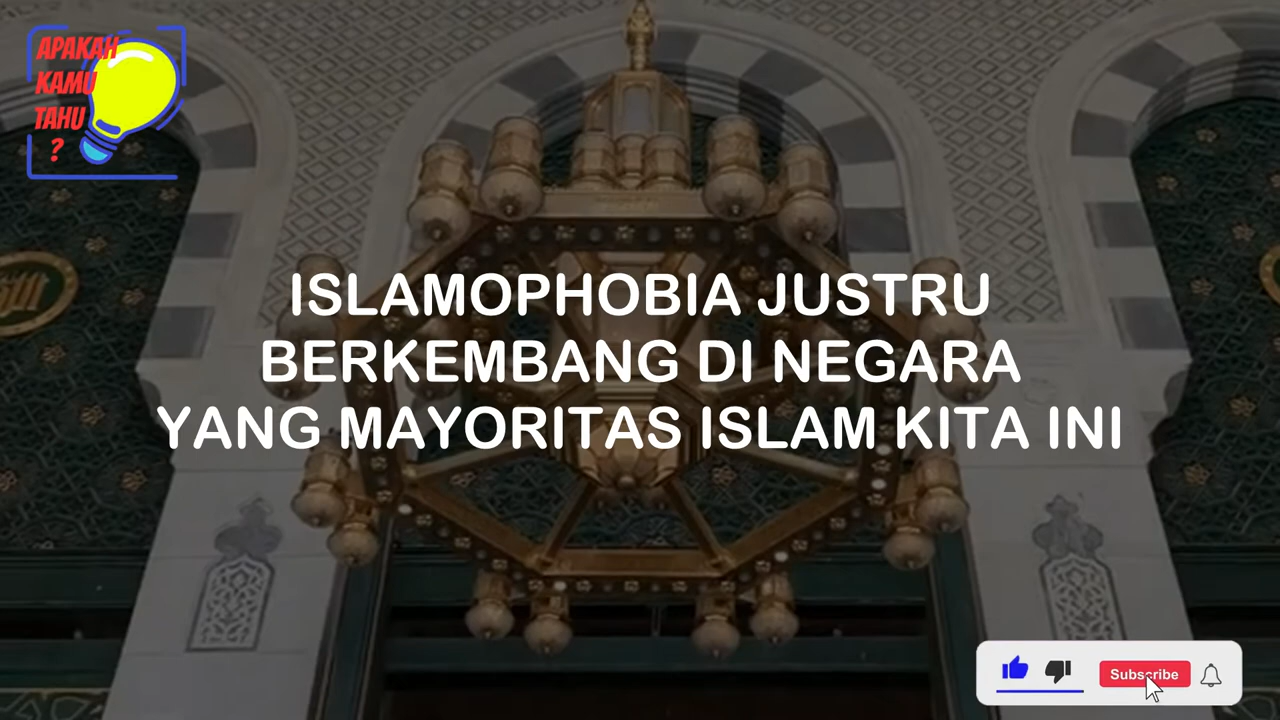 APAKAH
KAMU
TAHU
?
ISLAMOPHOBIA JUSTRU
BERKEMBANG DI NEGARA
YANG MAYORITAS ISLAM KITA INI
Subscribe